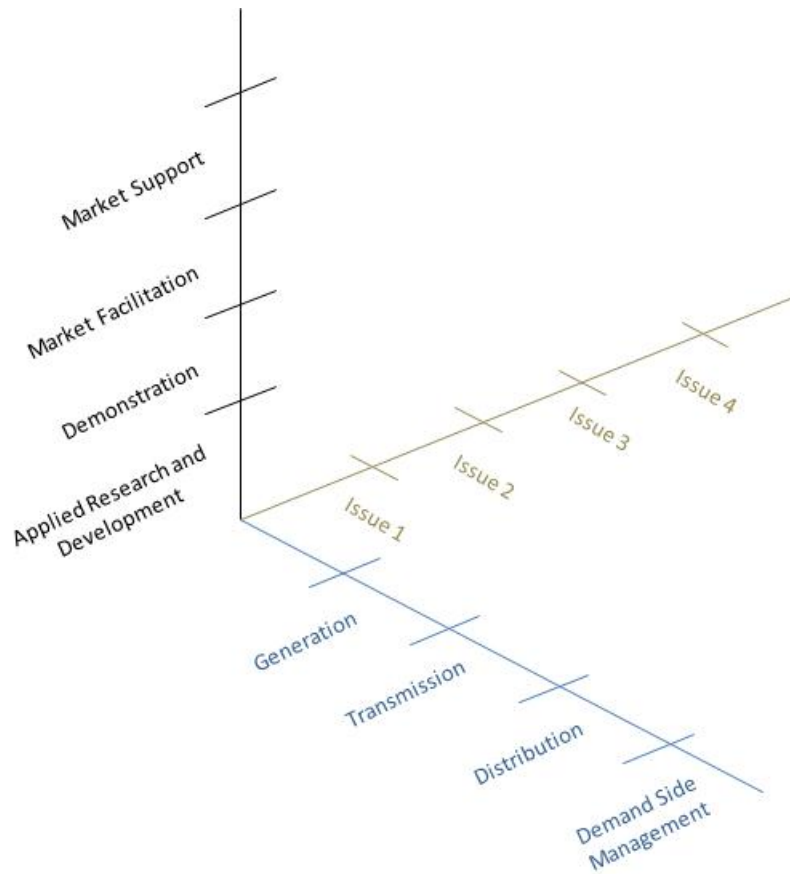 Market Support
Market Facilitation
Demonstration
Applied Research and
Development
Issue 4
Issue 3
Issue 2
Issue 1
Generation
Transmission
Distribution
Demand Side
Management